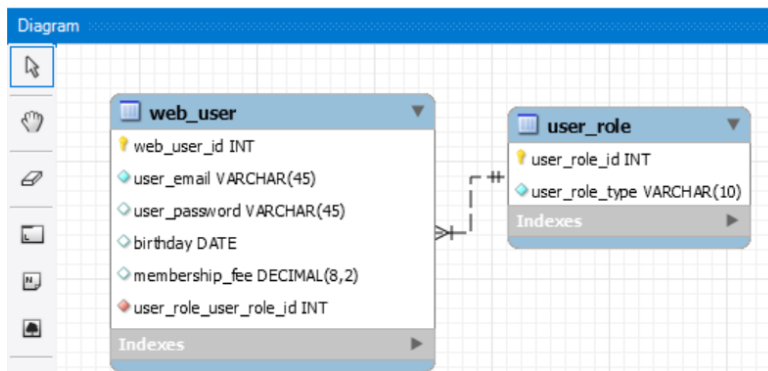 Diagram
web_user
web_user_id INT
user_email VARCHAR(45)
user_password VARCHAR(45)
birthday DATE
membership_fee DECIMAL(8,2)
user_role_user_role_id INT
Indexes
user_role
user_role_id INT
user_role_type VARCHAR(10)
Indexes
N